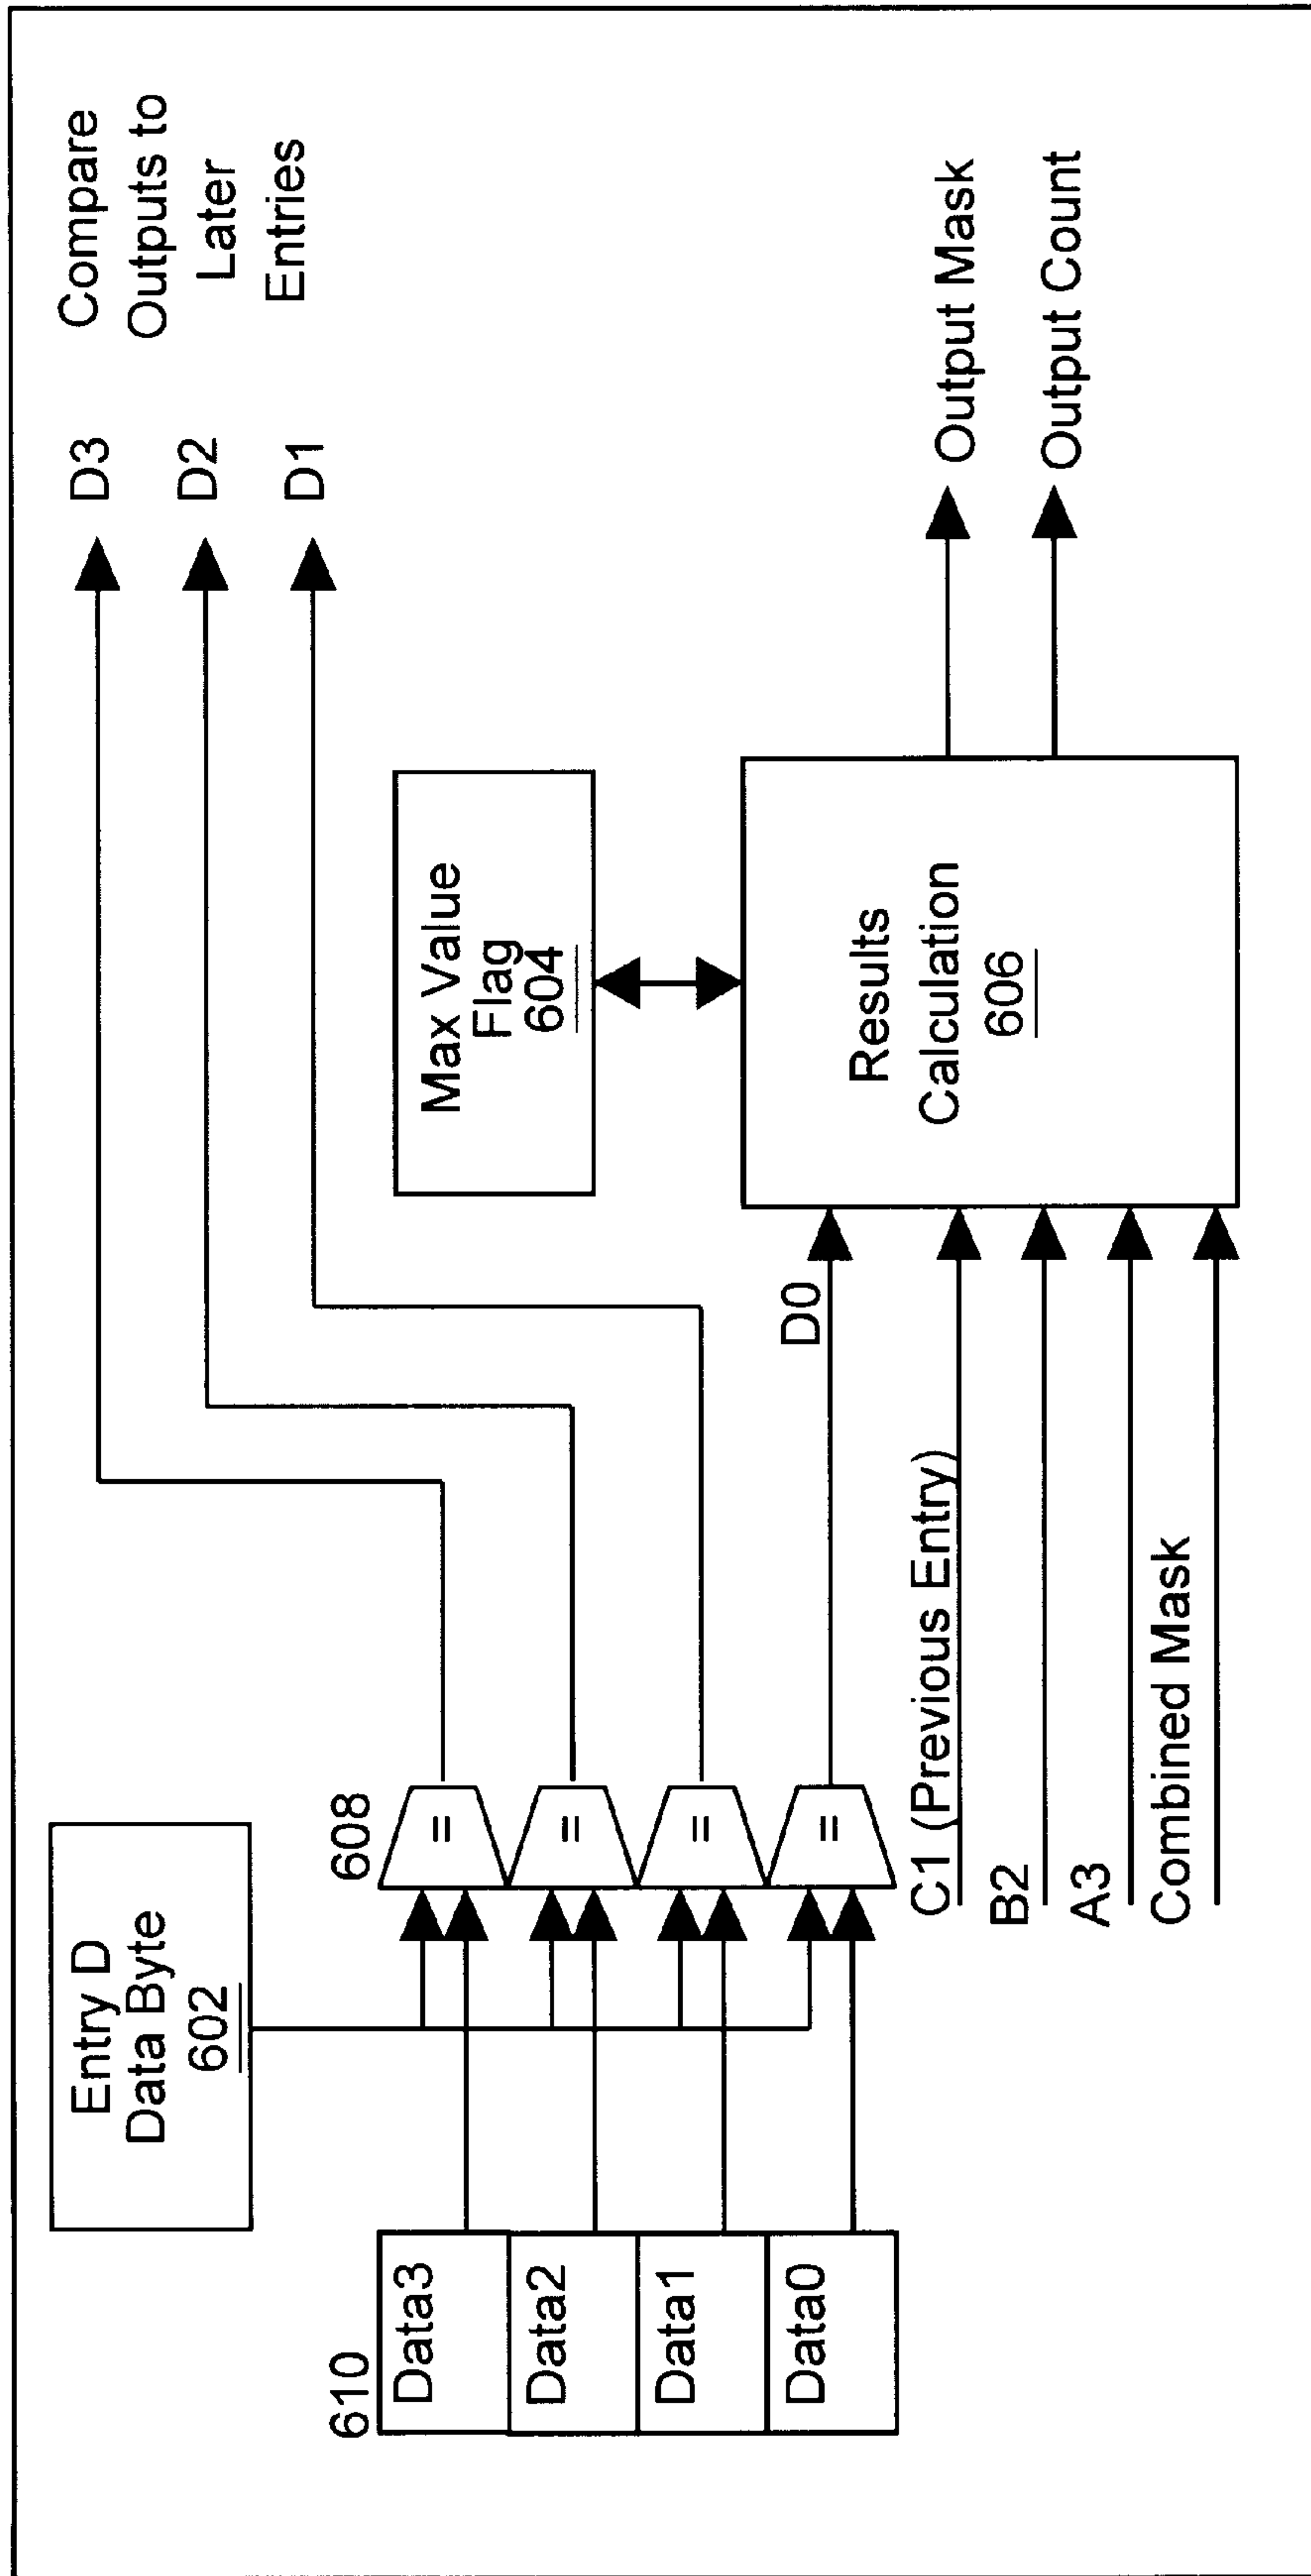 Entry D
Data Byte
602
D3
D2
D1
Compare
Outputs to
Later
Entries
610
Data3
Data2
Data1
Data0
608
=
=
=
=
Max Value
Flag
604
D0
C1 (Previous Entry)
B2
A3
Combined Mask
Results
Calculation
606
Output Mask
Output Count